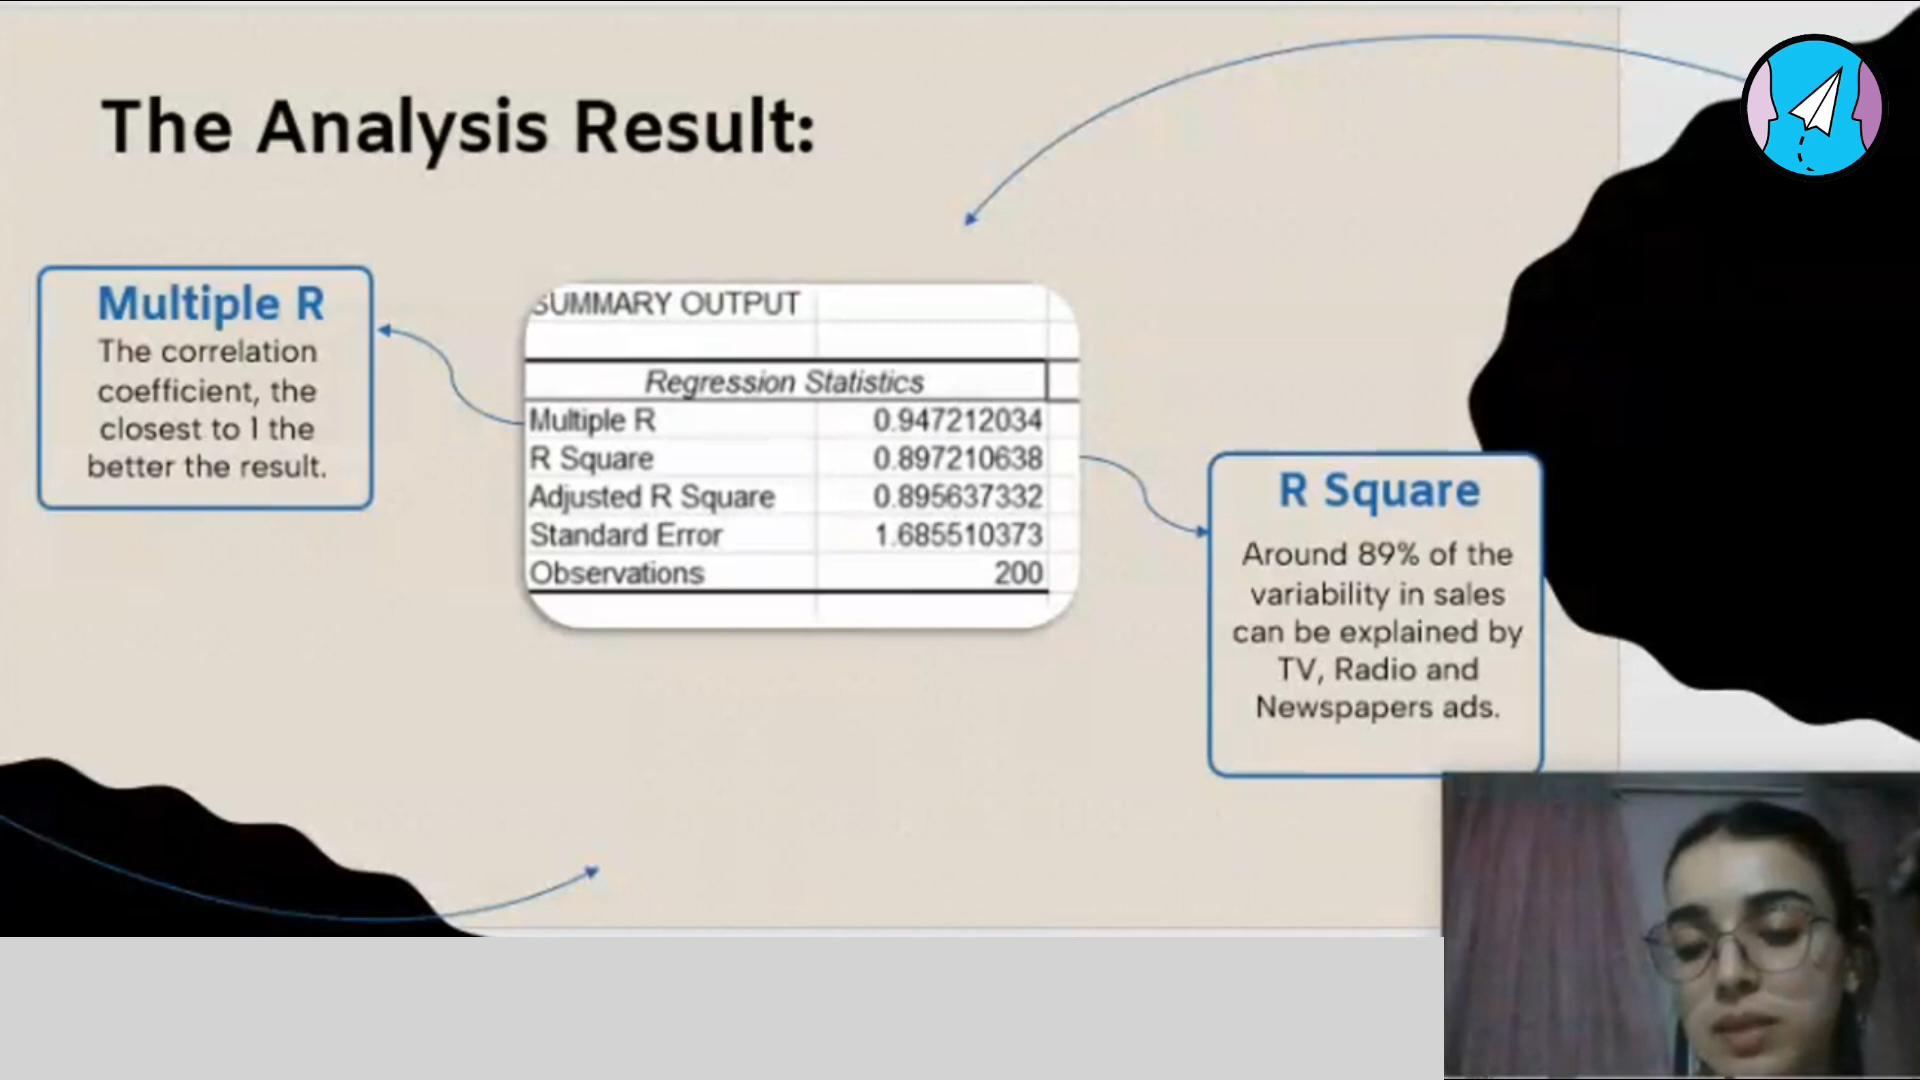 The Analysis Result:
Multiple R
The correlation
coefficient, the
closest to 1 the
better the result.
SUMMARY OUTPUT
Regression Statistics
Multiple R 0.947212034
R Square 0.897210638
Adjusted R Square 0.895637332
Standard Error 1.685510373
Observations 200
R Square
Around 89% of the
variability in sales
can be explained by
TV, Radio and
Newspapers ads.